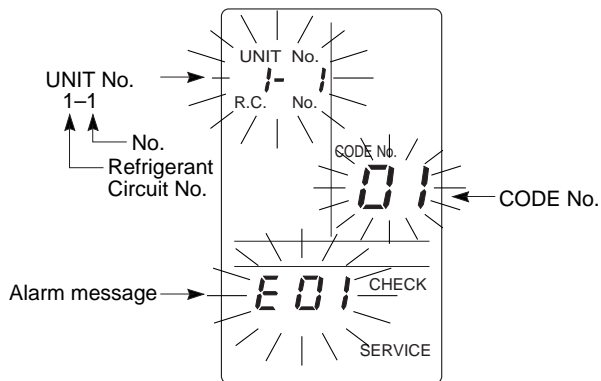 UNIT No.
1- 1
R.C. No.
UNIT No.
1–1
No.
Refrigerant
Circuit No.
CODE No.
01
CODE No.
Alarm message
E01
CHECK
SERVICE